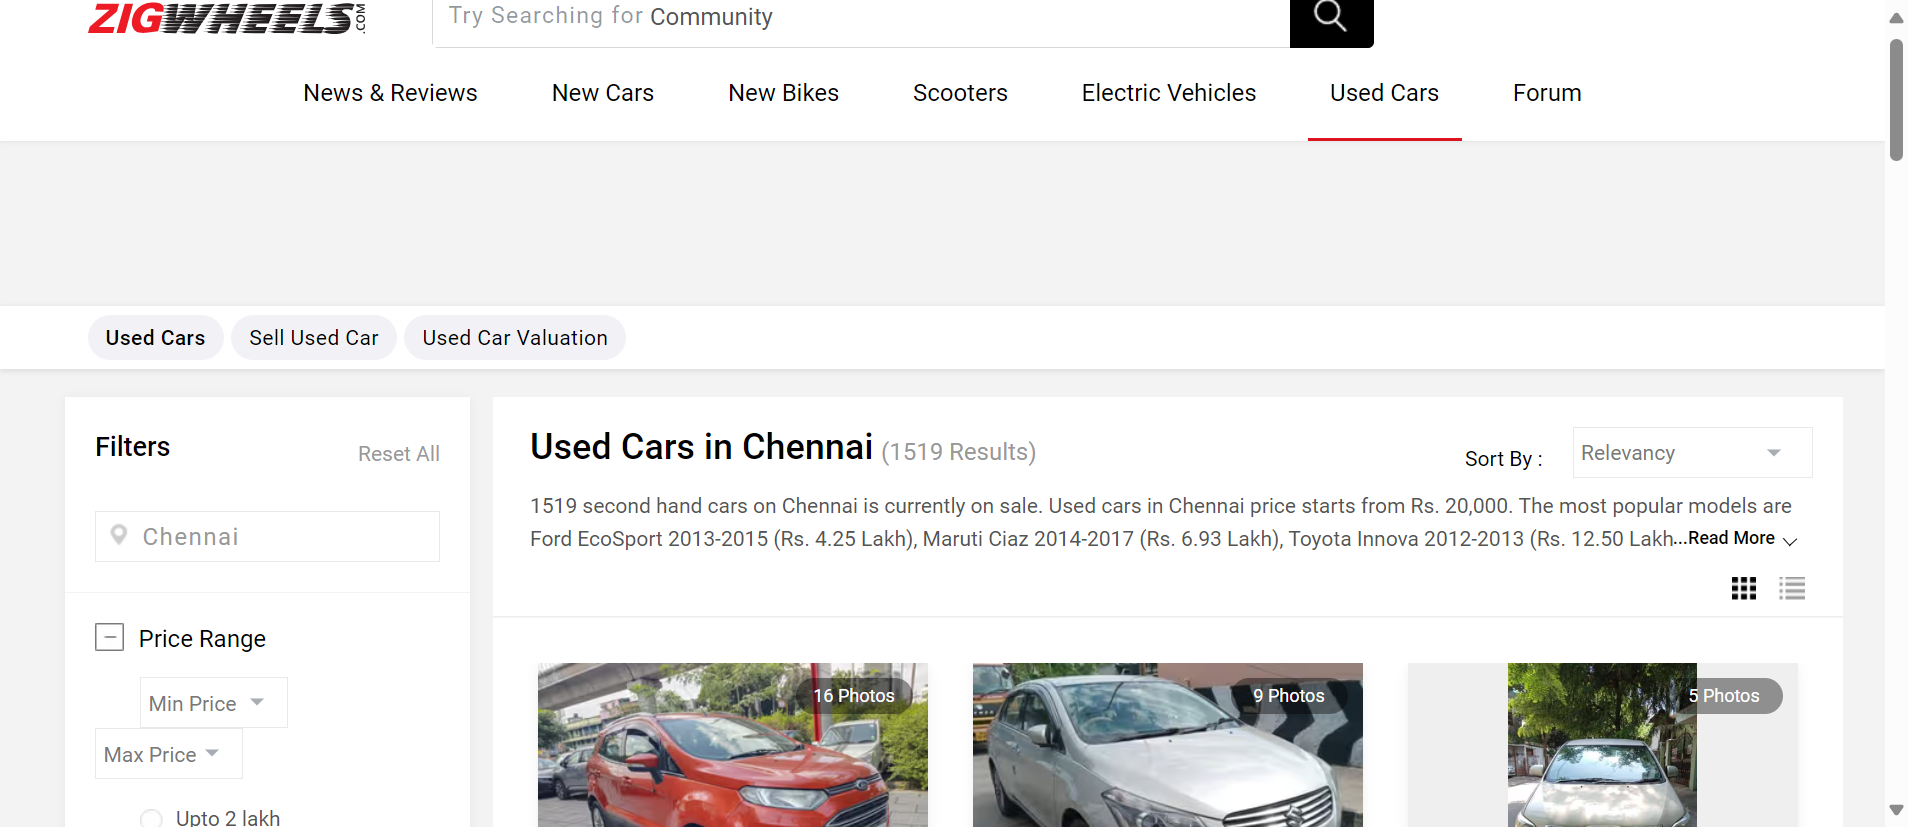 ZIGWHEELS.COM
Try Searching for Community
News & Reviews New Cars New Bikes Scooters Electric Vehicles Used Cars Forum
Used Cars Sell Used Car Used Car Valuation
Filters Reset All
Chennai
Price Range
Min Price
Max Price
Upto 2 lakh
Used Cars in Chennai (1519 Results)
Sort By : Relevancy
1519 second hand cars on Chennai is currently on sale. Used cars in Chennai price starts from Rs. 20,000. The most popular models are
Ford EcoSport 2013-2015 (Rs. 4.25 Lakh), Maruti Ciaz 2014-2017 (Rs. 6.93 Lakh), Toyota Innova 2012-2013 (Rs. 12.50 Lakh...Read More
16 Photos 9 Photos 5 Photos